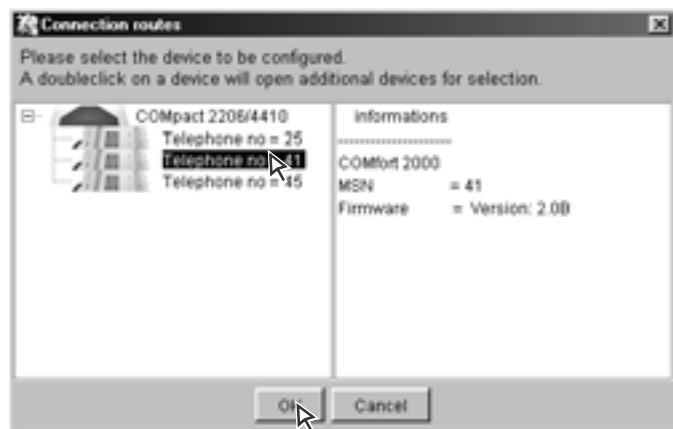 Connection routes
Please select the device to be configured.
A doubleclick on a device will open additional devices for selection.
COMpact 2206/4410
Telephone no = 25
Telephone no = 41
Telephone no = 45
informations
--------------------
COMfort 2000
MSN = 41
Firmware = Version: 2.0B
OK
Cancel